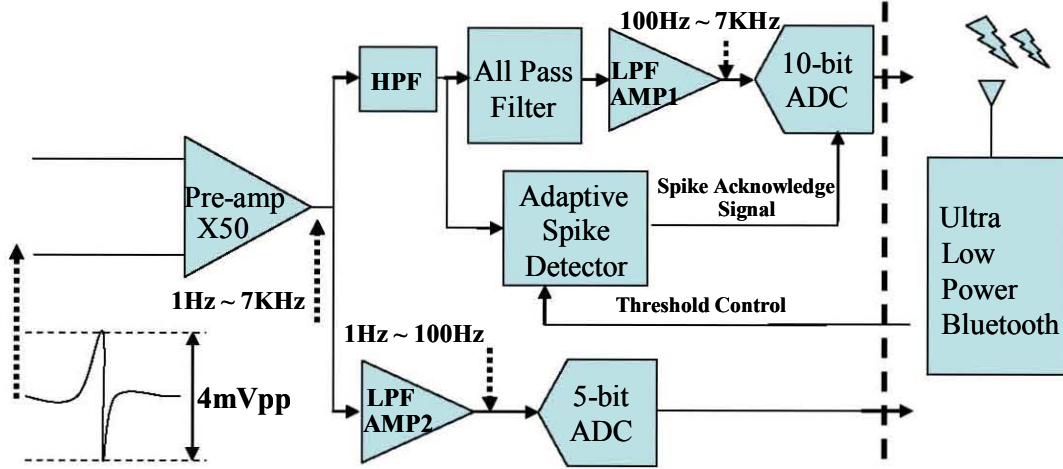 100Hz ~ 7KHz
HPF
All Pass
Filter
LPF
AMP1
10-bit
ADC
Pre-amp
X50
Adaptive
Spike
Detector
Spike Acknowledge
Signal
Ultra
Low
Power
Bluetooth
1Hz ~ 7KHz
Threshold Control
1Hz ~ 100Hz
4mVpp
LPF
AMP2
5-bit
ADC